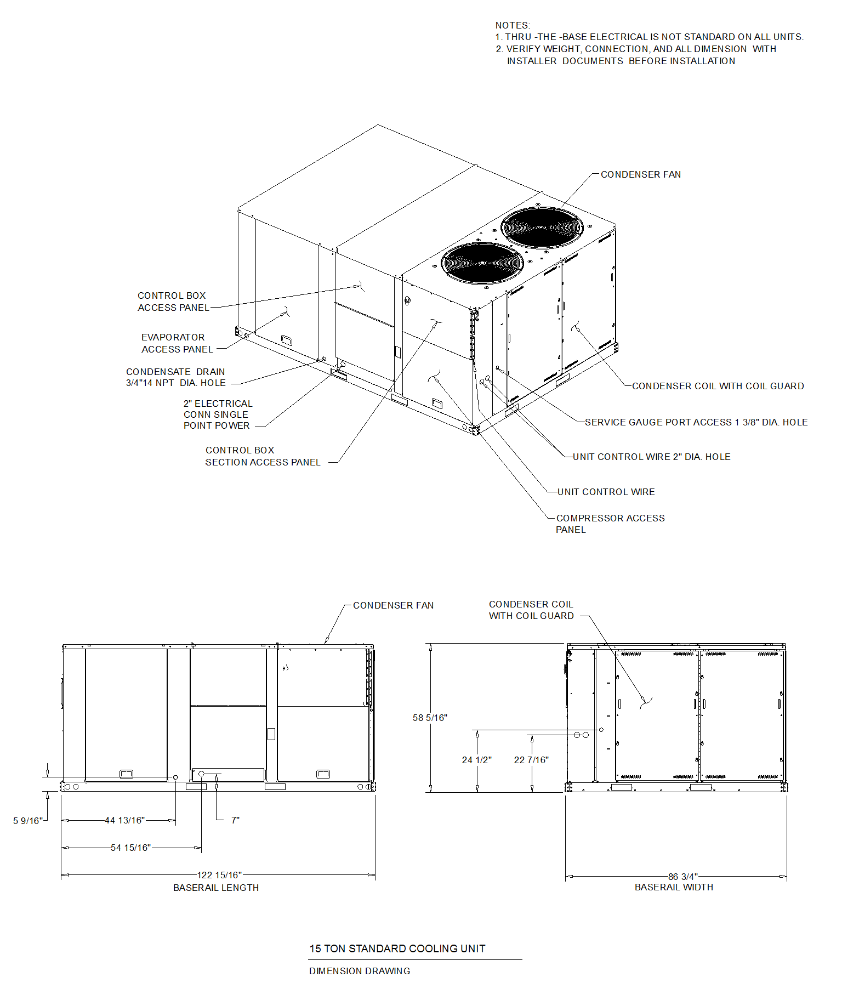 NOTES:
1. THRU -THE -BASE ELECTRICAL IS NOT STANDARD ON ALL UNITS.
2. VERIFY WEIGHT, CONNECTION, AND ALL DIMENSION WITH
INSTALLER DOCUMENTS BEFORE INSTALLATION
CONDENSER FAN
CONTROL BOX
ACCESS PANEL
EVAPORATOR
ACCESS PANEL
CONDENSATE DRAIN
3/4"14 NPT DIA. HOLE
2" ELECTRICAL
CONN SINGLE
POINT POWER
CONTROL BOX
SECTION ACCESS PANEL
CONDENSER COIL WITH COIL GUARD
SERVICE GAUGE PORT ACCESS 1 3/8" DIA. HOLE
UNIT CONTROL WIRE 2" DIA. HOLE
UNIT CONTROL WIRE
COMPRESSOR ACCESS
PANEL
CONDENSER FAN
CONDENSER COIL
WITH COIL GUARD
58 5/16"
24 1/2"
22 7/16"
5 9/16"
44 13/16"
7"
54 15/16"
122 15/16"
BASERAIL LENGTH
86 3/4"
BASERAIL WIDTH
15 TON STANDARD COOLING UNIT
DIMENSION DRAWING